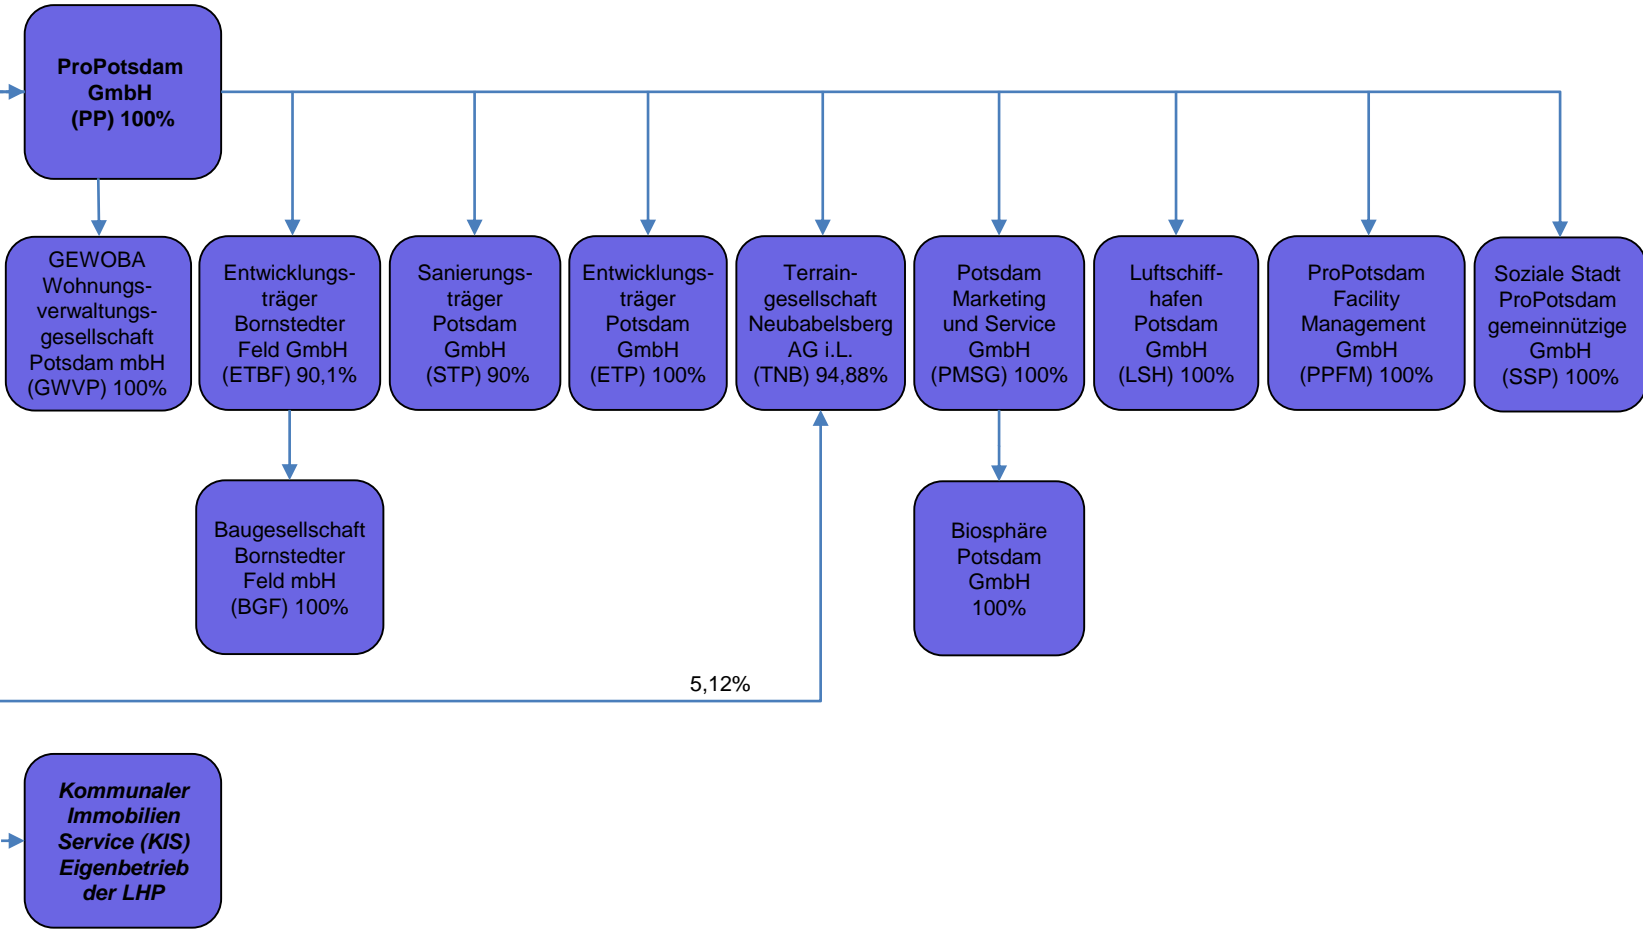 ProPotsdam
GmbH
(PP) 100%
GEWOBA
Wohnungs-
verwaltungs-
gesellschaft
Potsdam mbH
(GWVP) 100%
Entwicklungs-
träger
Bornstedter
Feld GmbH
(ETBF) 90,1%
Sanierungs-
träger
Potsdam
GmbH
(STP) 90%
Entwicklungs-
träger
Potsdam
GmbH
(ETP) 100%
Terrain-
gesellschaft
Neubabelsberg
AG i.L.
(TNB) 94,88%
Potsdam
Marketing
und Service
GmbH
(PMSG) 100%
Luftschiff-
hafen
Potsdam
GmbH
(LSH) 100%
ProPotsdam
Facility
Management
GmbH
(PPFM) 100%
Soziale Stadt
ProPotsdam
gemeinnützige
GmbH
(SSP) 100%
Baugesellschaft
Bornstedter
Feld mbH
(BGF) 100%
Biosphäre
Potsdam
GmbH
100%
5,12%
Kommunaler
Immobilien
Service (KIS)
Eigenbetrieb
der LHP